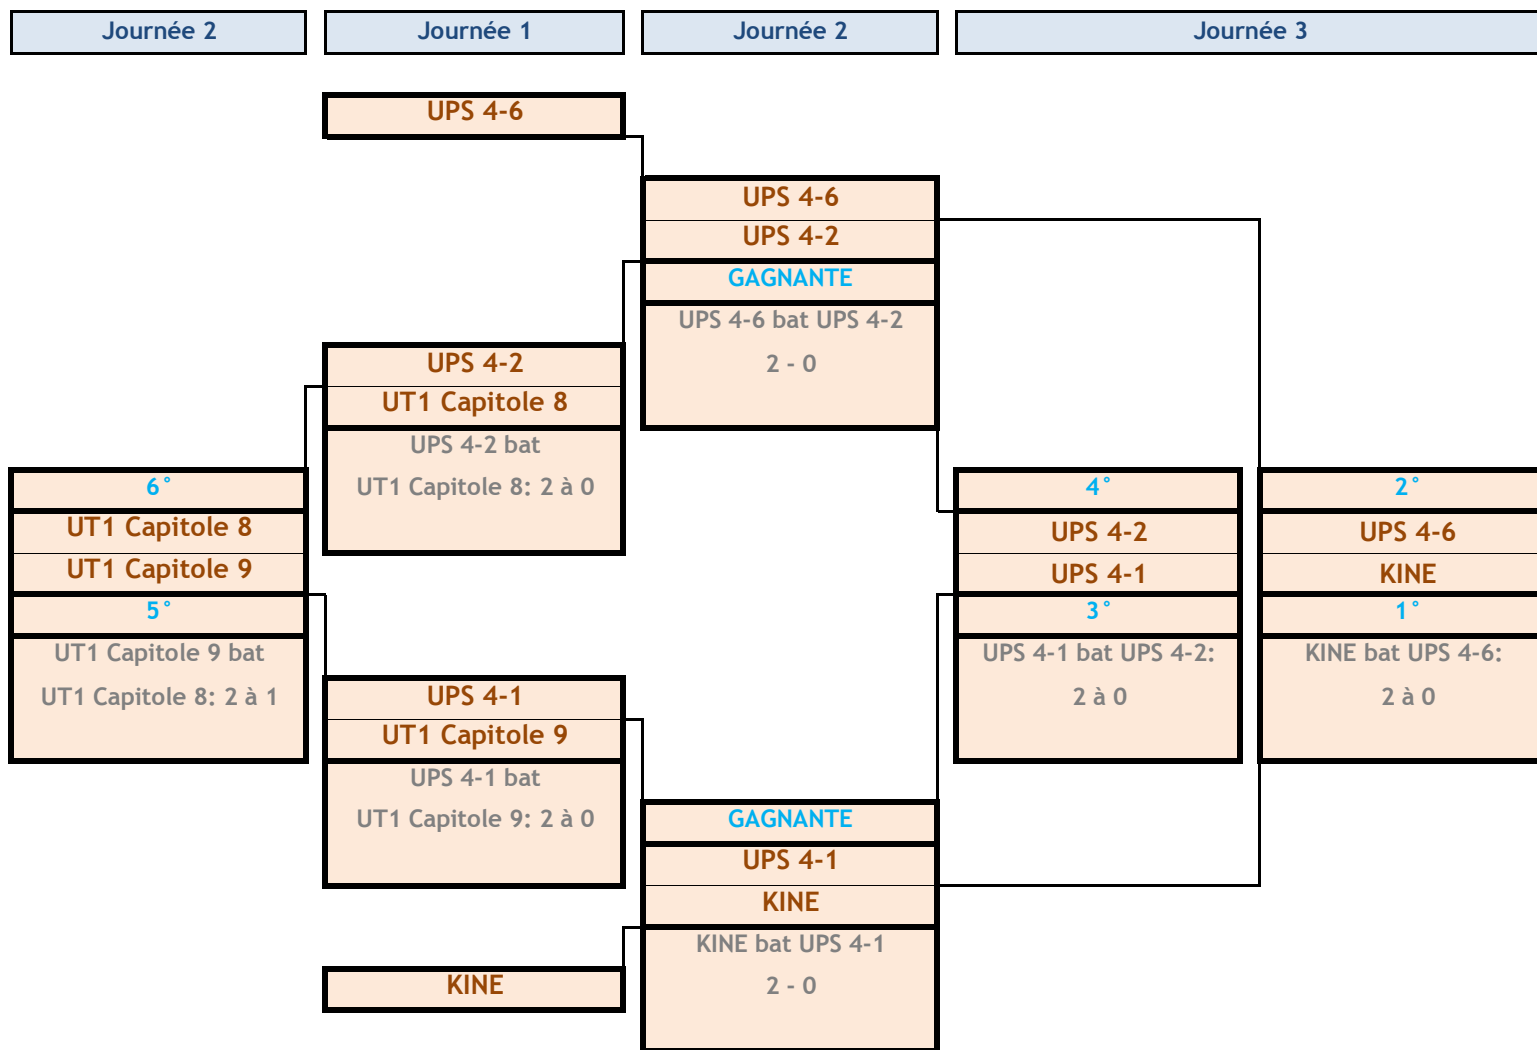 Journée 2
Journée 1
Journée 2
Journée 3
UPS 4-6
UPS 4-6
UPS 4-2
GAGNANTE
UPS 4-6 bat UPS 4-2
2 - 0
UPS 4-2
UT1 Capitole 8
UPS 4-2 bat
UT1 Capitole 8: 2 à 0
6°
UT1 Capitole 8
UT1 Capitole 9
5°
UT1 Capitole 9 bat
UT1 Capitole 8: 2 à 1
4°
UPS 4-2
UPS 4-1
3°
UPS 4-1 bat UPS 4-2:
2 à 0
2°
UPS 4-6
KINE
1°
KINE bat UPS 4-6:
2 à 0
UPS 4-1
UT1 Capitole 9
UPS 4-1 bat
UT1 Capitole 9: 2 à 0
GAGNANTE
UPS 4-1
KINE
KINE bat UPS 4-1
2 - 0
KINE